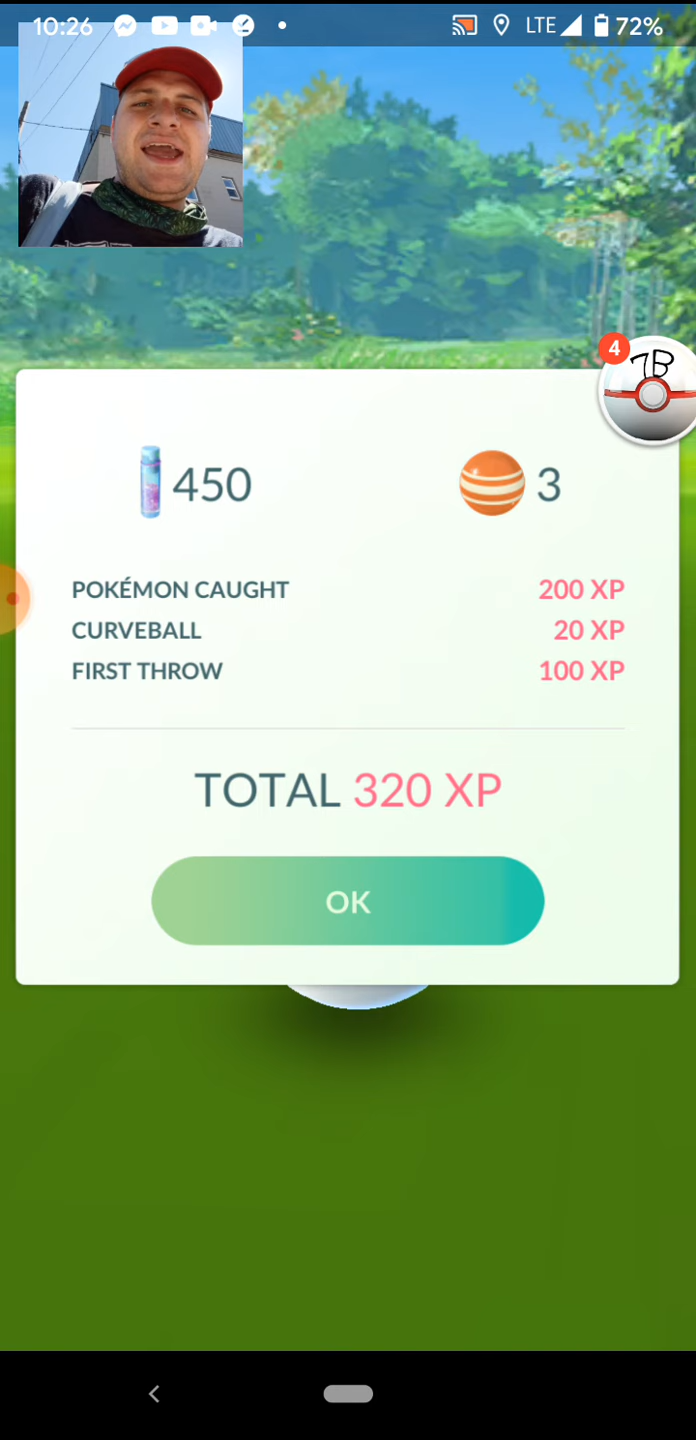 10:26 LTE 72%
4
7B
450 3
POKÉMON CAUGHT 200 XP
CURVEBALL 20 XP
FIRST THROW 100 XP
TOTAL 320 XP
OK